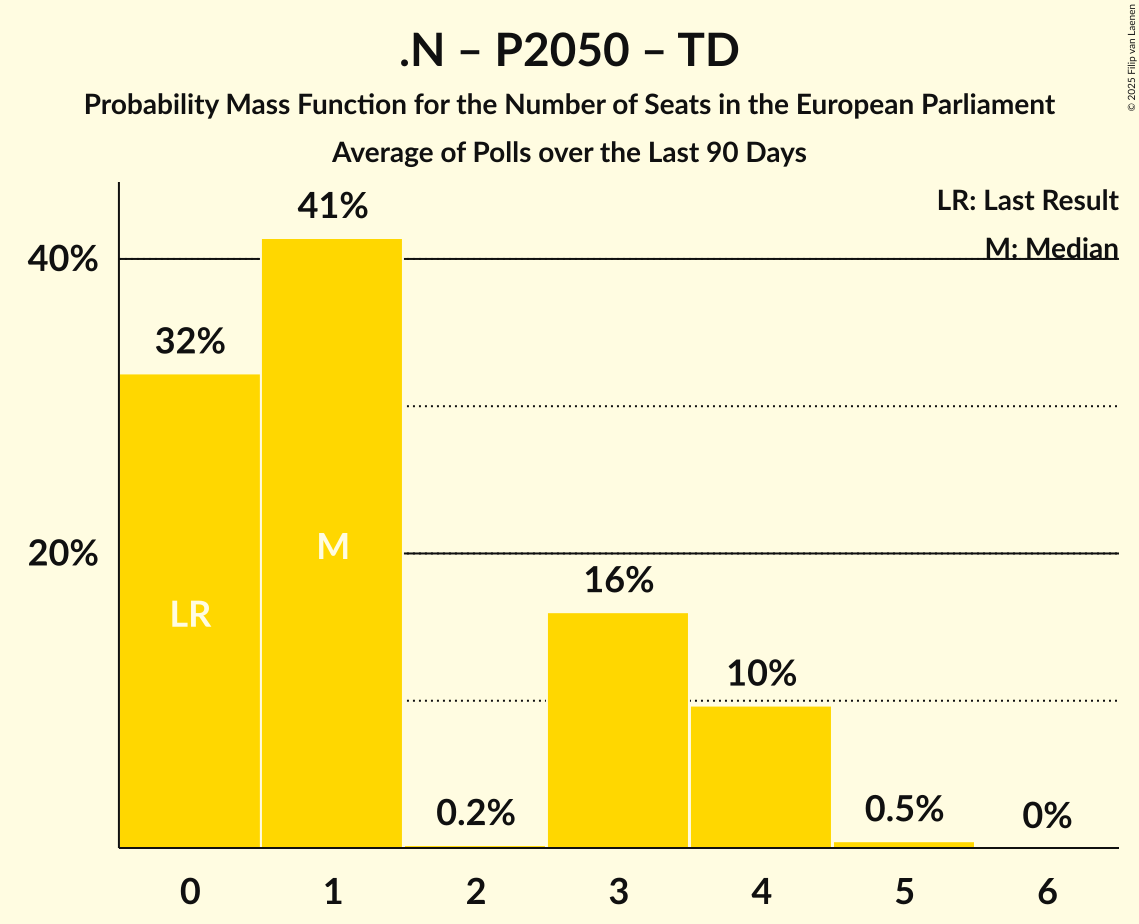 .N – P2050 – TD
Probability Mass Function for the Number of Seats in the European Parliament
Average of Polls over the Last 90 Days
© 2025 Filip van Laenen
LR: Last Result
M: Median
41%
40%
32%
M
20%
16%
LR
10%
0.2%
0.5%
0%
0 1 2 3 4 5 6